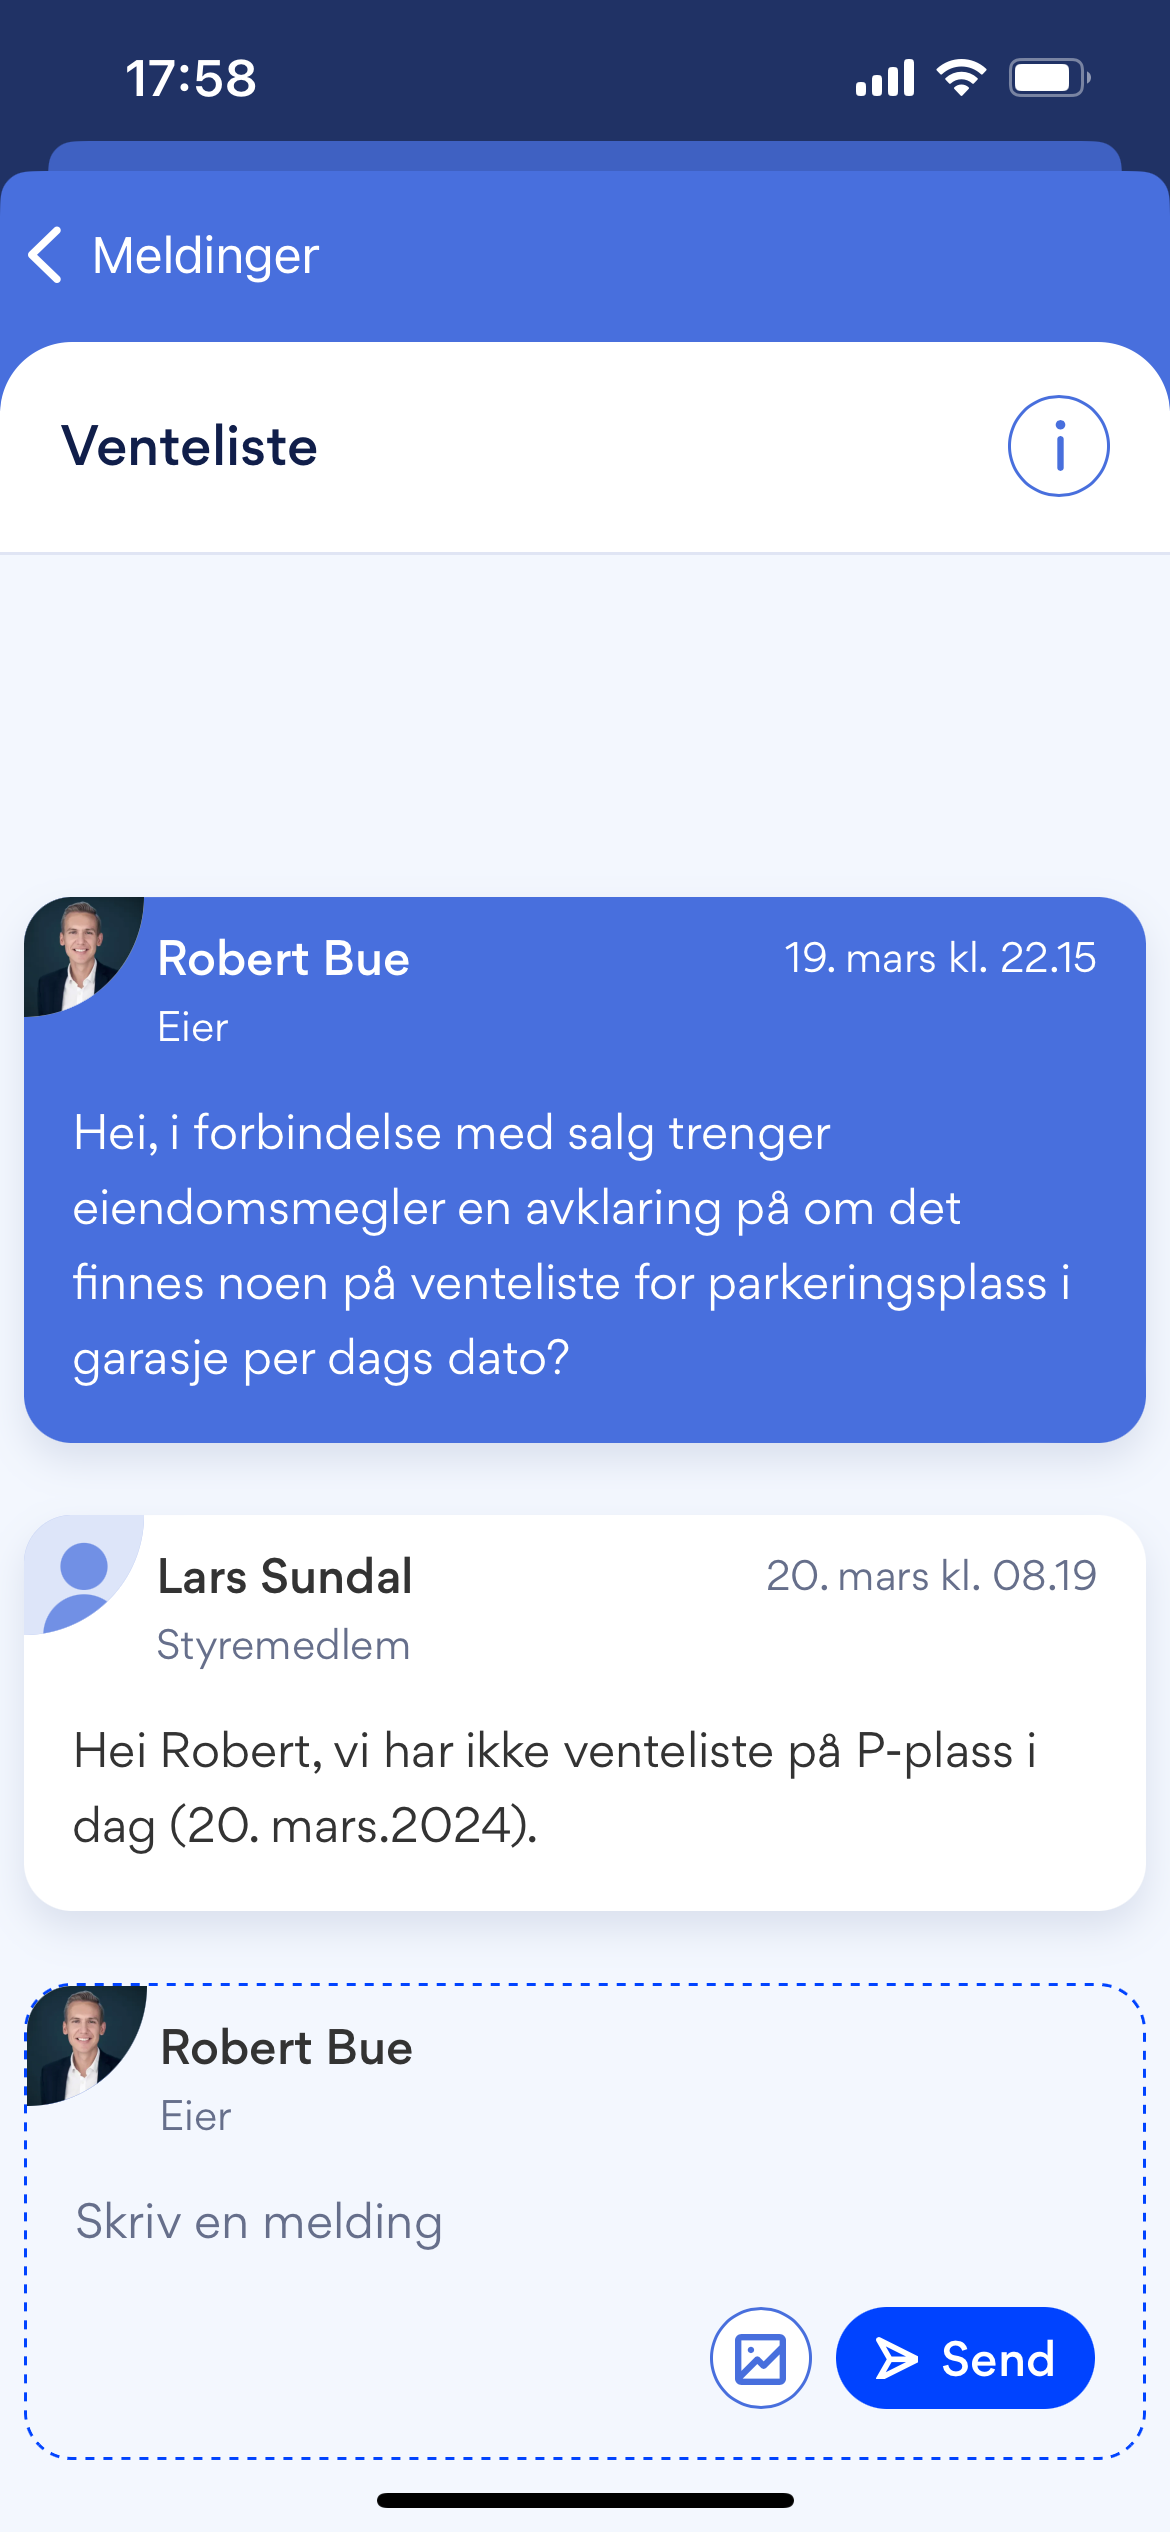 17:58
Meldinger
Venteliste
Robert Bue
19. mars kl. 22.15
Eier
Hei, i forbindelse med salg trenger
eiendomsmegler en avklaring på om det
finnes noen på venteliste for parkeringsplass i
garasje per dags dato?
Lars Sundal
20. mars kl. 08.19
Styremedlem
Hei Robert, vi har ikke venteliste på P-plass i
dag (20. mars.2024).
Robert Bue
Eier
Skriv en melding
Send